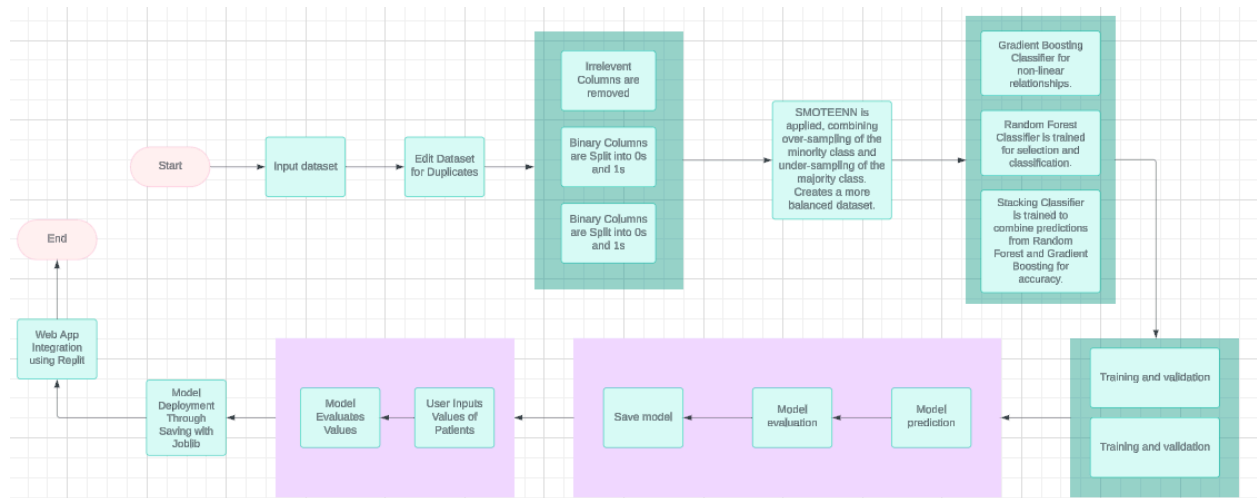 Start
Input dataset
Edit Dataset
for Duplicates
Irrelevent
Columns are
removed
Binary Columns
are Split into 0s
and 1s
Binary Columns
are Split into 0s
and 1s
SMOTEENN is
applied, combining
over-sampling of the
minority class and
under-sampling of the
majority class.
Creates a more
balanced dataset.
Gradient Boosting
Classifier for
non-linear
relationships.
Random Forest
Classifier is trained
for selection and
classification.
Stacking Classifier
is trained to
combine predictions
from Random
Forest and Gradient
Boosting for
accuracy.
Training and validation
Training and validation
Model
prediction
Model
evaluation
Save model
User Inputs
Values of
Patients
Model
Evaluates
Values
Model
Deployment
Through
Saving with
Joblib
Web App
Integration
using Replit
End